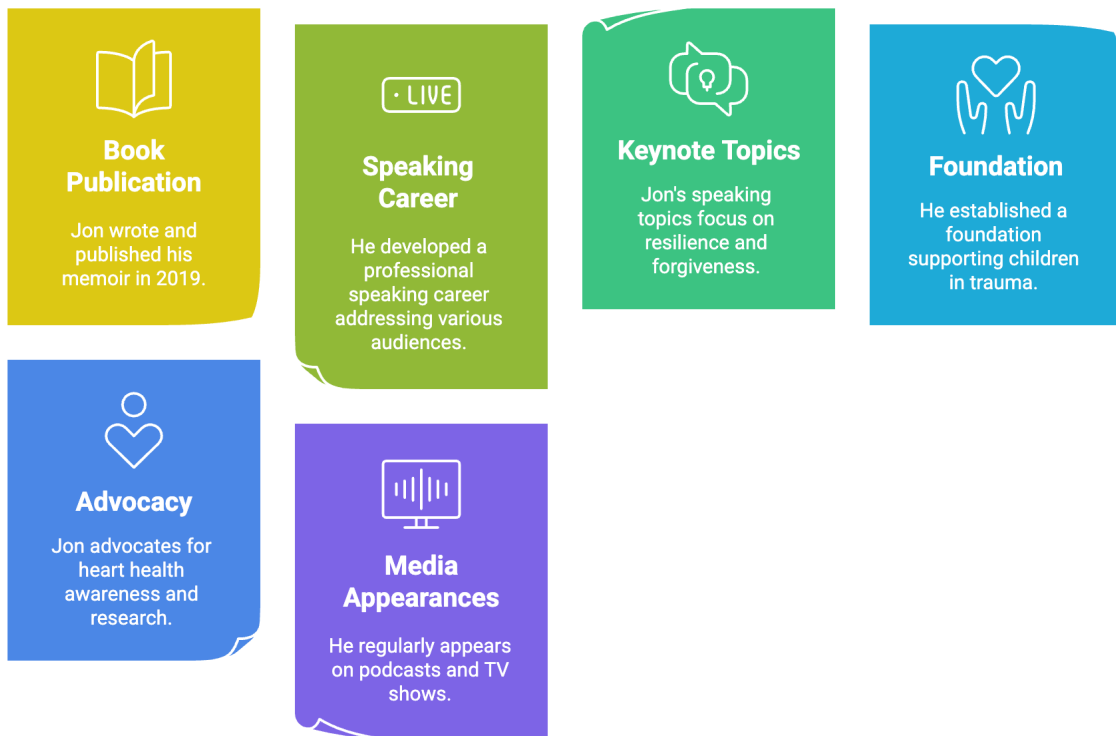 Book
Publication
Jon wrote and
published his
memoir in 2019.
· LIVE
Speaking
Career
He developed a
professional
speaking career
addressing various
audiences.
Keynote Topics
Jon's speaking
topics focus on
resilience and
forgiveness.
Foundation
He established a
foundation
supporting children
in trauma.
Advocacy
Jon advocates for
heart health
awareness and
research.
Media
Appearances
He regularly appears
on podcasts and TV
shows.